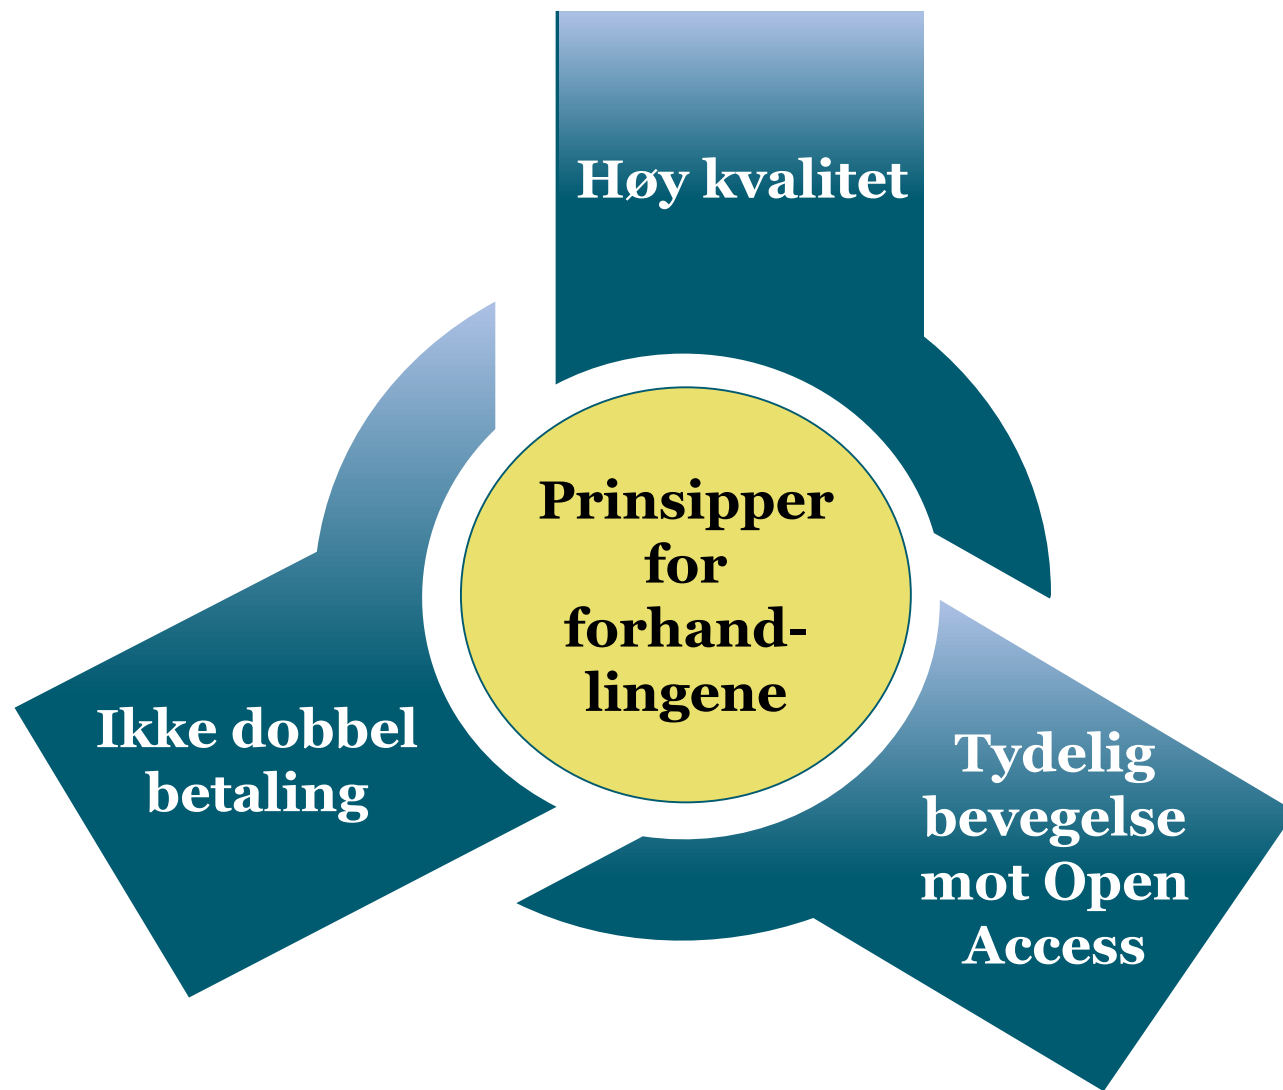 Høy kvalitet
Prinsipper
for
forhand-
lingene
Ikke dobbel
betaling
Tydelig
bevegelse
mot Open
Access